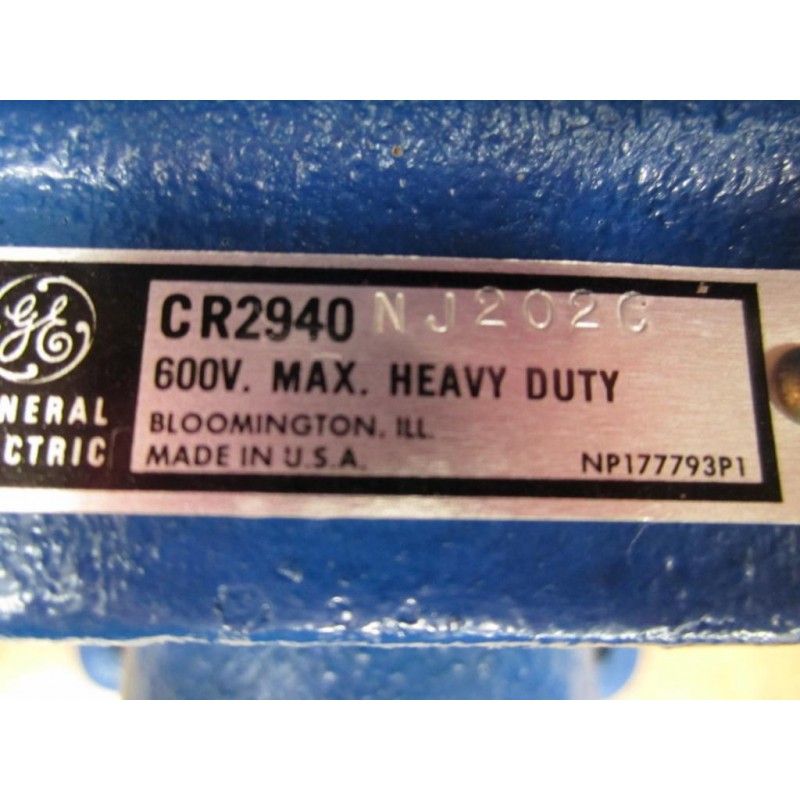 GE
CR2940 NJ202C
600V. MAX. HEAVY DUTY
NERAL
BLOOMINGTON, ILL.
CTRIC
MADE IN U.S.A.
NP177793P1